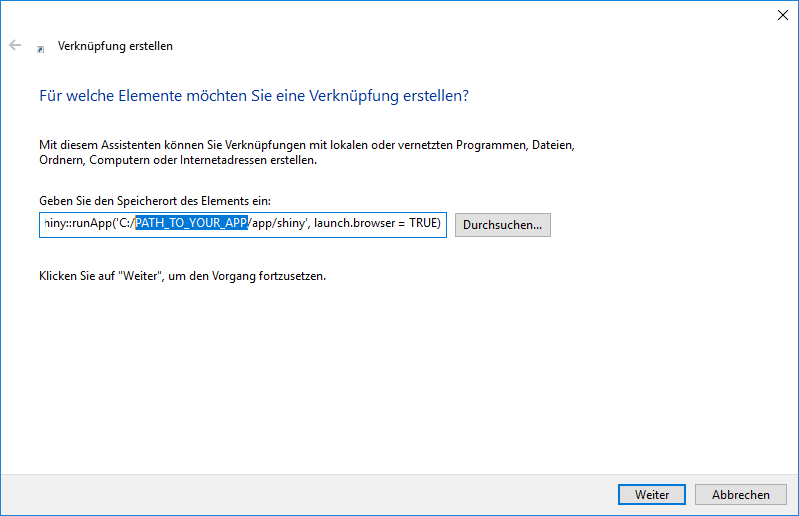 Verknüpfung erstellen
Für welche Elemente möchten Sie eine Verknüpfung erstellen?
Mit diesem Assistenten können Sie Verknüpfungen mit lokalen oder vernetzten Programmen, Dateien,
Ordnern, Computern oder Internetadressen erstellen.
Geben Sie den Speicherort des Elements ein:
hiny::runApp('C:/PATH_TO_YOUR_APP/app/shiny', launch.browser = TRUE)
Durchsuchen...
Klicken Sie auf "Weiter", um den Vorgang fortzusetzen.
Weiter
Abbrechen